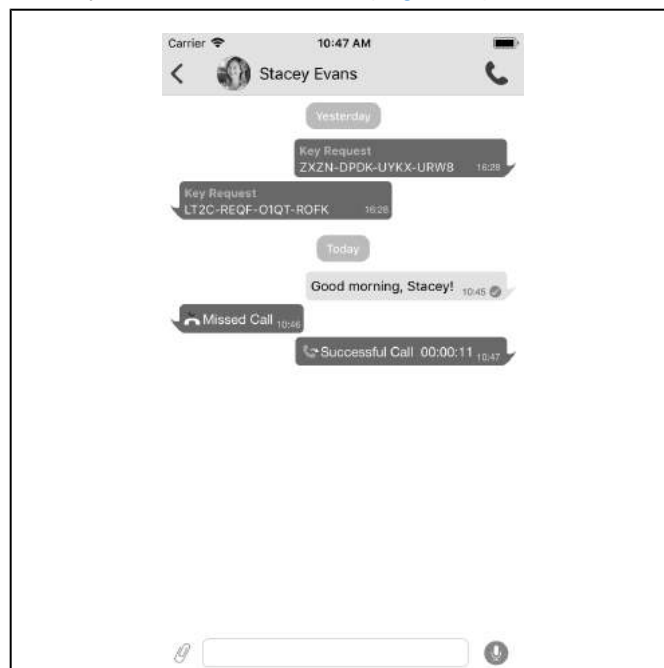 Carrier 10:47 AM
Stacey Evans
Yesterday
Key Request
ZXZN-DPDK-UYKX-URW8 16:28
Key Request
LT2C-REQF-O1QT-ROFK 16:28
Today
Good morning, Stacey! 10:45
Missed Call 10:46
Successful Call 00:00:11 10:47